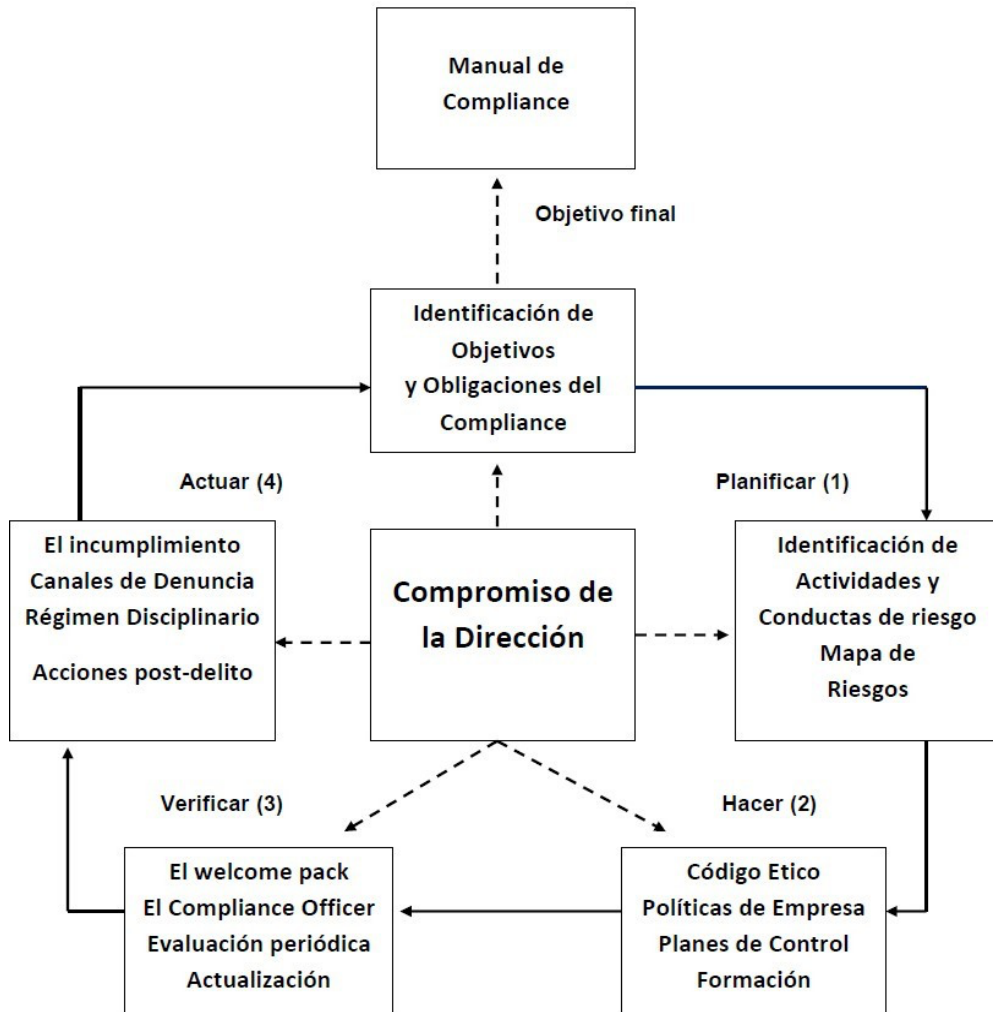 Manual de
Compliance
Objetivo final
Identificación de
Objetivos
y Obligaciones del
Compliance
Actuar (4)
Planificar (1)
El incumplimiento
Canales de Denuncia
Régimen Disciplinario
Acciones post-delito
Compromiso de
la Dirección
Identificación de
Actividades y
Conductas de riesgo
Mapa de
Riesgos
Verificar (3)
Hacer (2)
El welcome pack
El Compliance Officer
Evaluación periódica
Actualización
Código Etico
Políticas de Empresa
Planes de Control
Formación